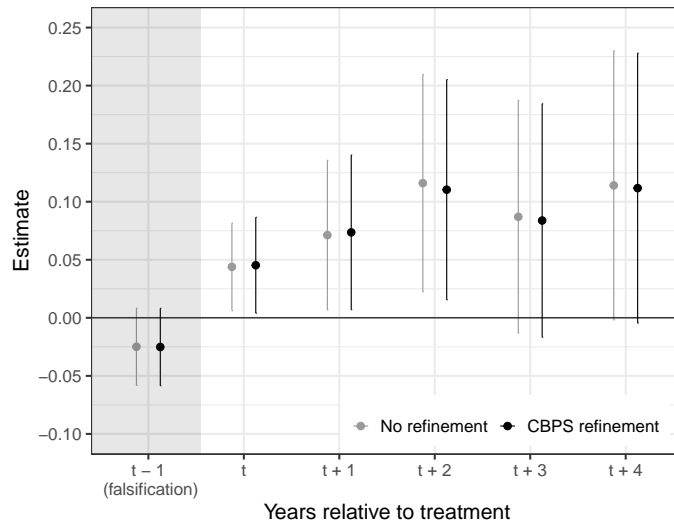 0.25
0.20
0.15
0.10
0.05
0.00
−0.05
−0.10
Estimate
No refinement
CBPS refinement
t − 1
(falsification)
t
t + 1
t + 2
t + 3
t + 4
Years relative to treatment